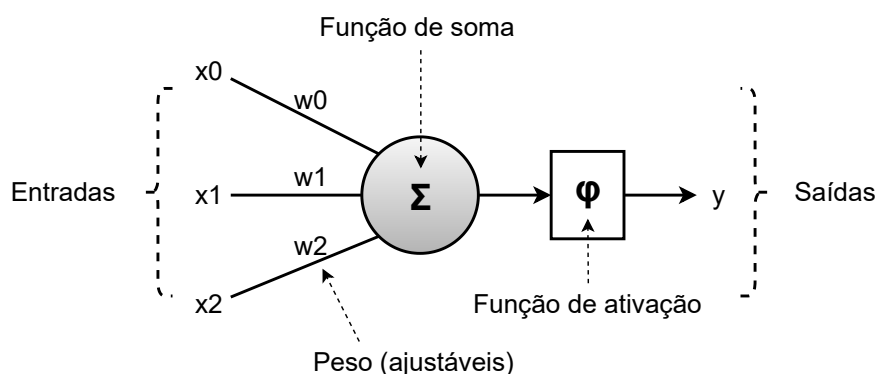 Função de soma
x0
w0
Entradas
x1
w1
Σ
φ
y
Saídas
w2
x2
Função de ativação
Peso (ajustáveis)